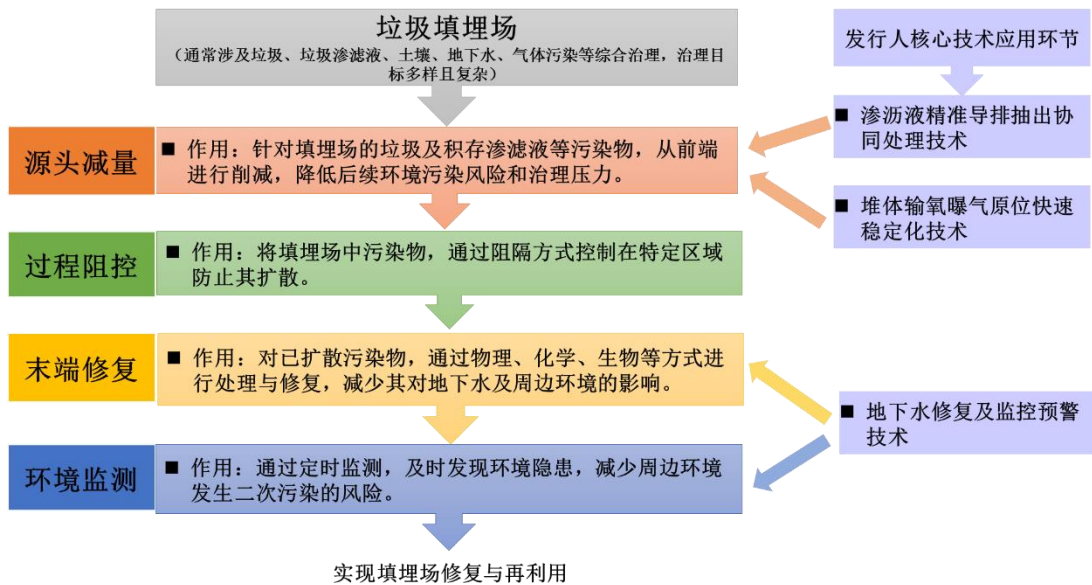 垃圾填埋场
（通常涉及垃圾、垃圾渗滤液、土壤、地下水、气体污染等综合治理，治理目
标多样且复杂）
发行人核心技术应用环节
源头减量
■ 作用：针对填埋场的垃圾及积存渗滤液等污染物，从前端
进行削减，降低后续环境污染风险和治理压力。
■ 渗沥液精准导排抽出协
同处理技术
■ 堆体输氧曝气原位快速
稳定化技术
过程阻控
■ 作用：将填埋场中污染物，通过阻隔方式控制在特定区域
防止其扩散。
末端修复
■ 作用：对已扩散污染物，通过物理、化学、生物等方式进
行处理与修复，减少其对地下水及周边环境的影响。
■ 地下水修复及监控预警
技术
环境监测
■ 作用：通过定时监测，及时发现环境隐患，减少周边环境
发生二次污染的风险。
实现填埋场修复与再利用